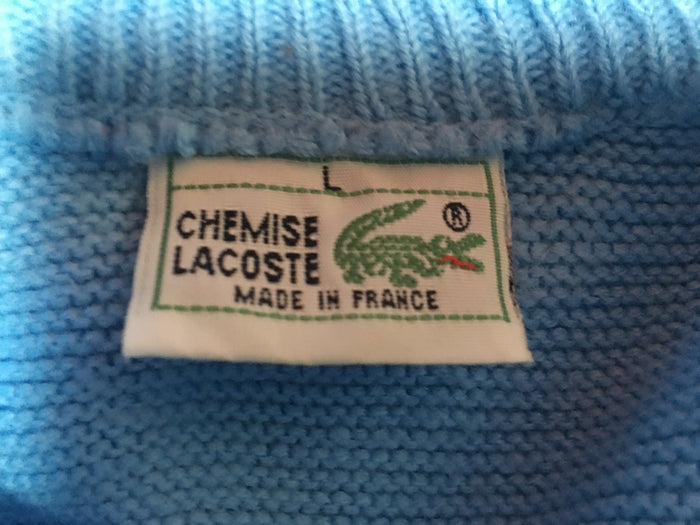 L
CHEMISE
LACOSTE
®
MADE IN FRANCE